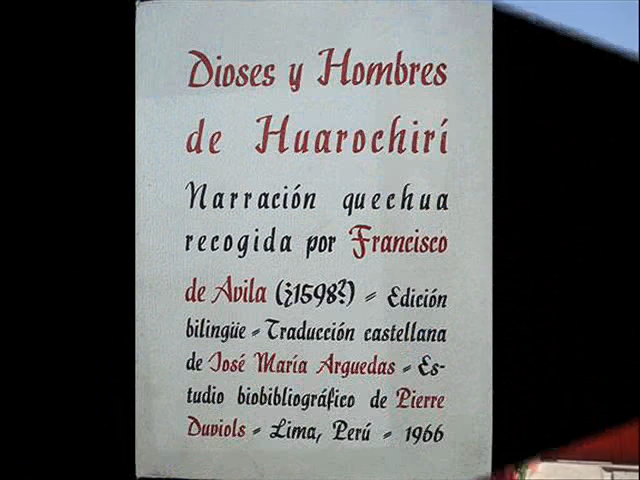 Dioses y Hombres
de Huarochirí
Narración quechua
recogida por Francisco
de Avila (¿1598?) = Edición
bilingüe = Traducción castellana
de José María Arguedas = Es-
tudio biobibliográfico de Pierre
Duviols = Lima, Perú = 1966